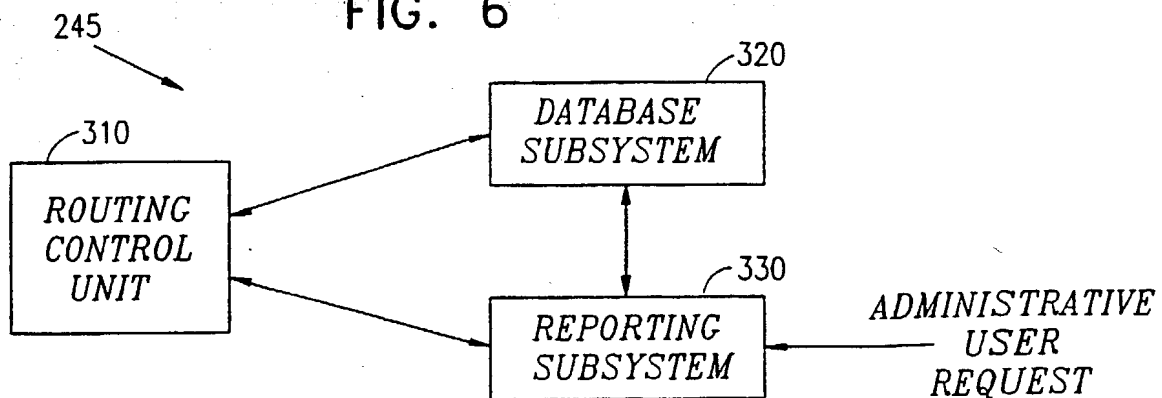 FIG. 6
245
320
DATABASE
SUBSYSTEM
310
ROUTING
CONTROL
UNIT
330
REPORTING
SUBSYSTEM
ADMINISTRATIVE
USER
REQUEST